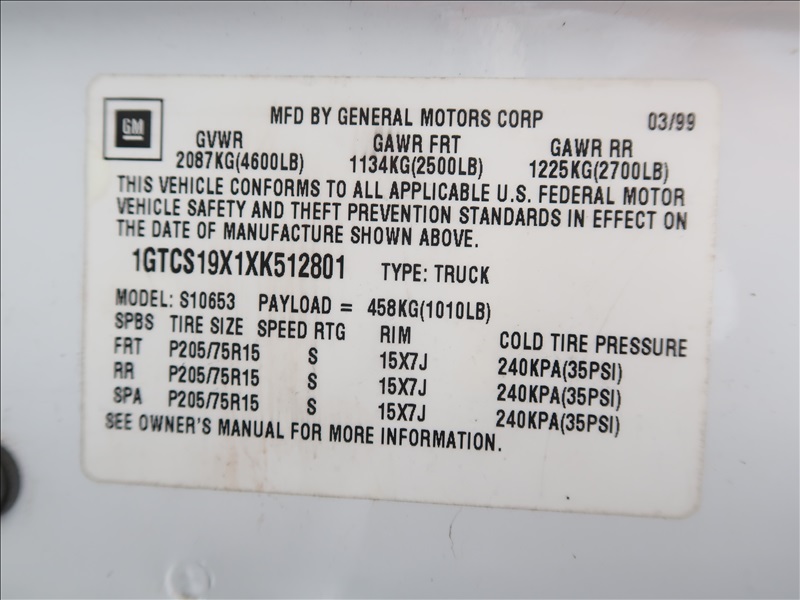 GM
MFD BY GENERAL MOTORS CORP 03/99
GVWR GAWR FRT GAWR RR
2087KG(4600LB) 1134KG(2500LB) 1225KG(2700LB)
THIS VEHICLE CONFORMS TO ALL APPLICABLE U.S. FEDERAL MOTOR
VEHICLE SAFETY AND THEFT PREVENTION STANDARDS IN EFFECT ON
THE DATE OF MANUFACTURE SHOWN ABOVE.
1GTCS19X1XK512801 TYPE: TRUCK
MODEL: S10653 PAYLOAD = 458KG(1010LB)
SPBS TIRE SIZE SPEED RTG RIM COLD TIRE PRESSURE
FRT P205/75R15 S 15X7J 240KPA(35PSI)
RR P205/75R15 S 15X7J 240KPA(35PSI)
SPA P205/75R15 S 15X7J 240KPA(35PSI)
SEE OWNER'S MANUAL FOR MORE INFORMATION.